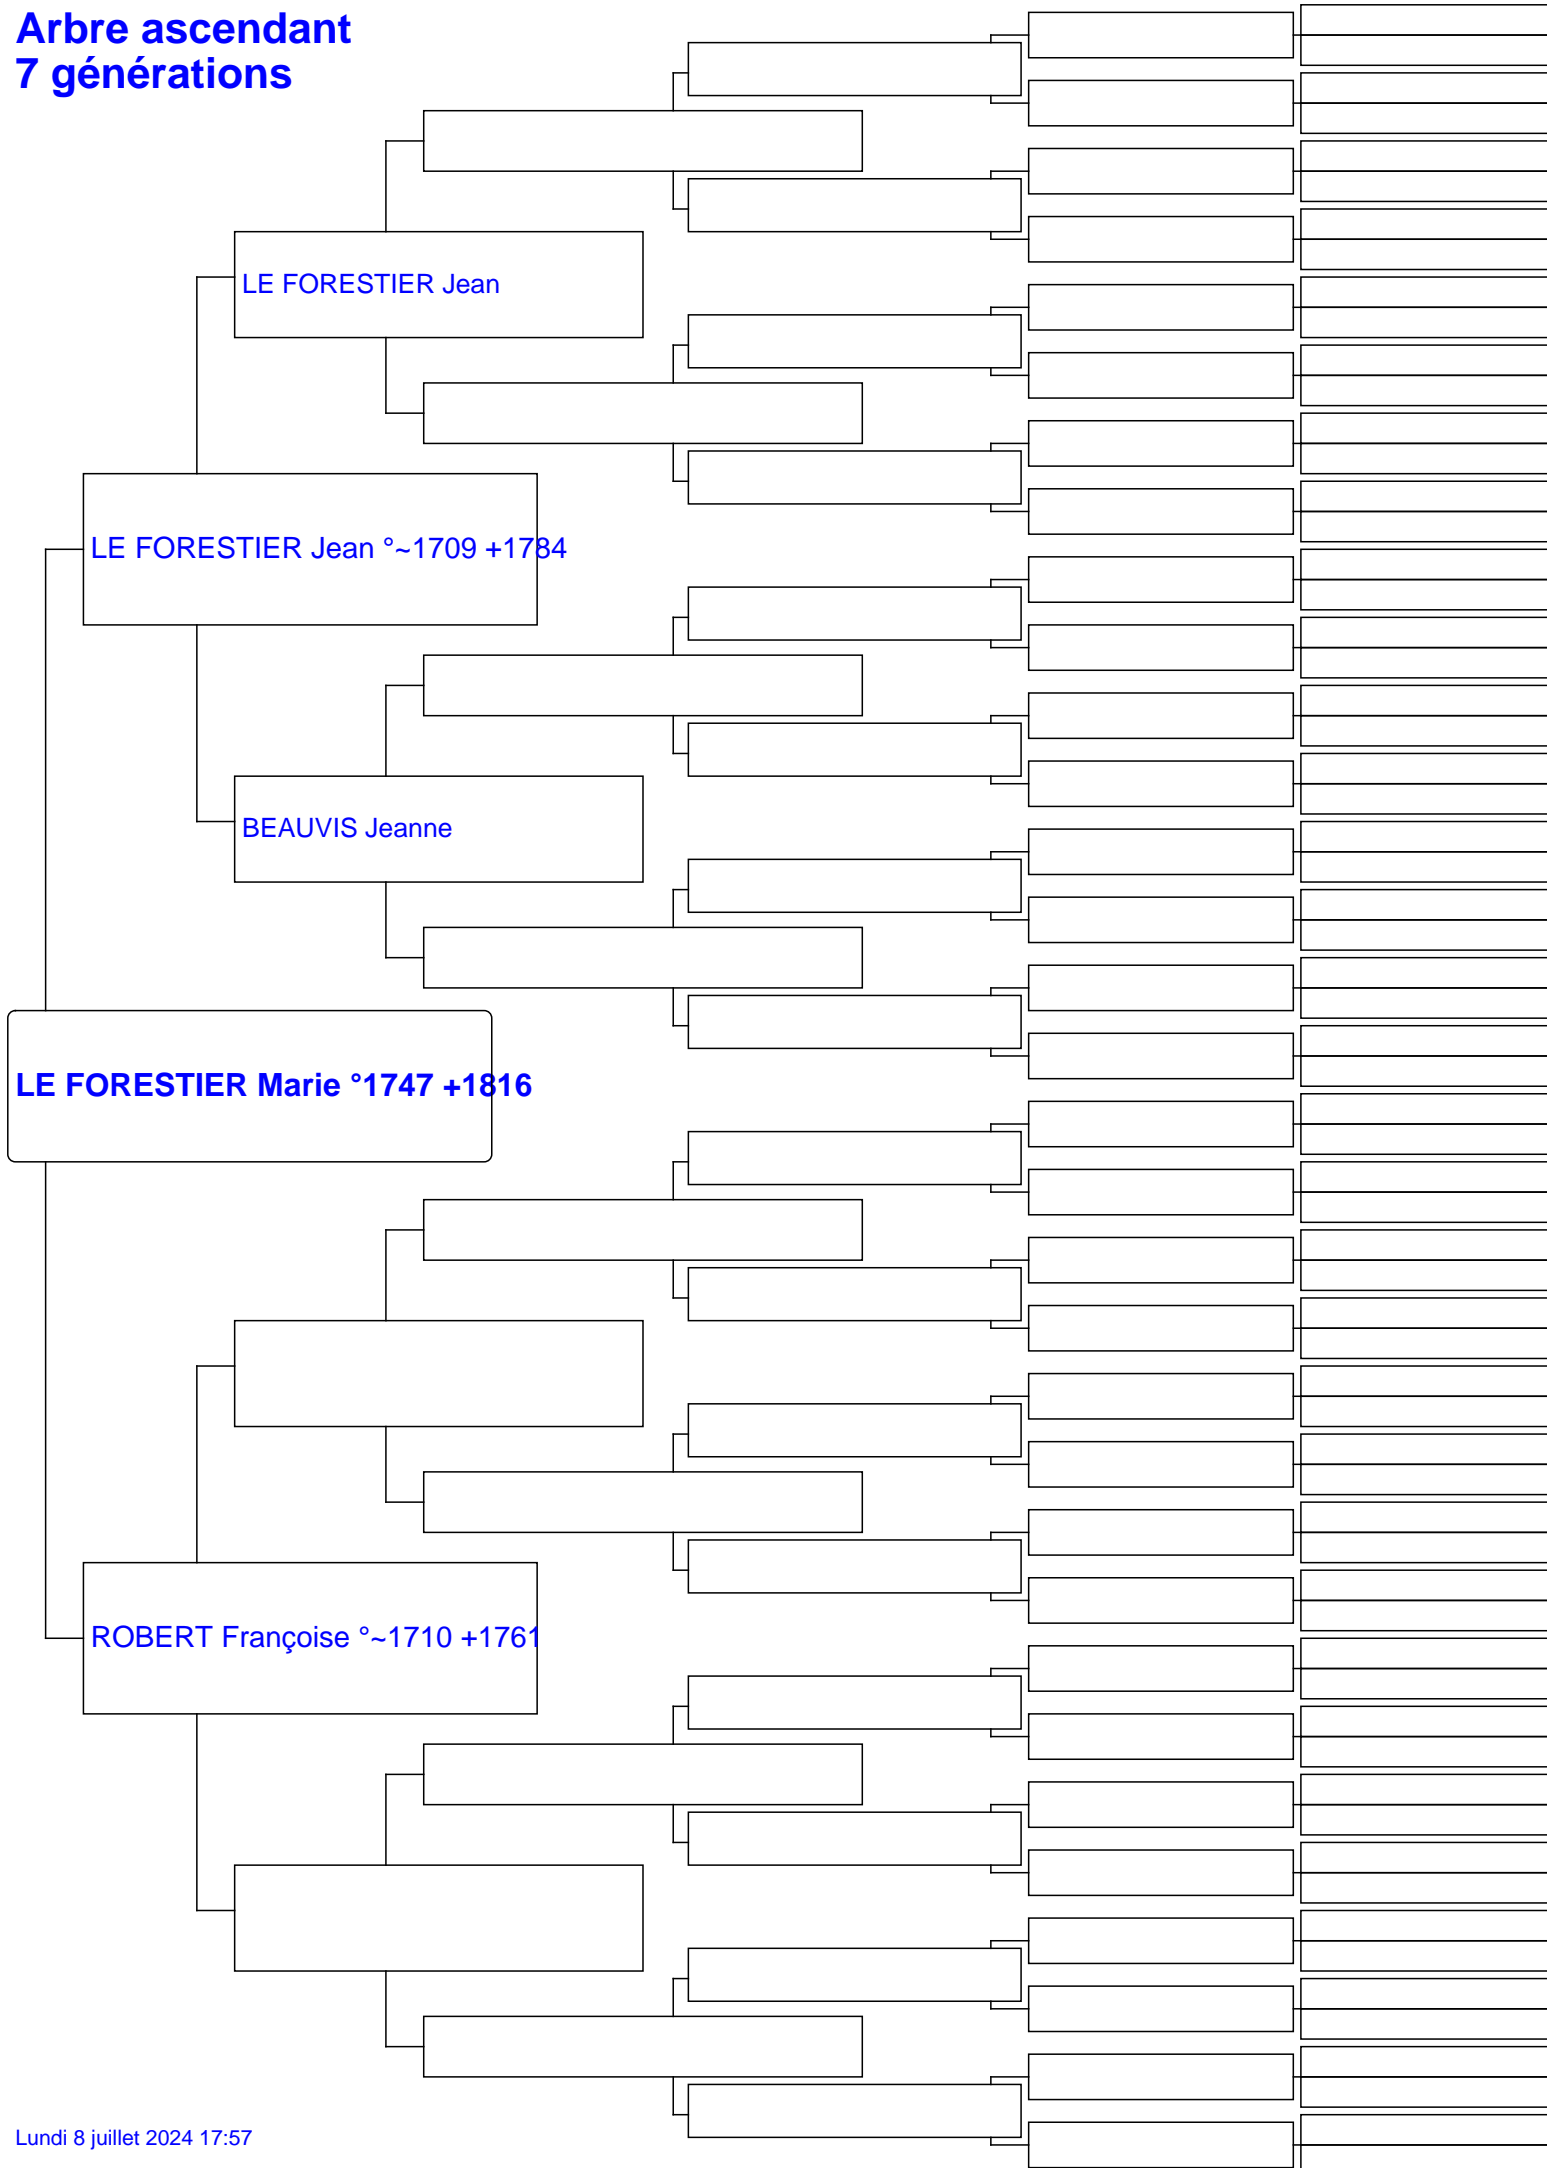 Arbre ascendant
7 générations
LE FORESTIER Jean
LE FORESTIER Jean °~1709 +1784
BEAUVIS Jeanne
LE FORESTIER Marie °1747 +1816
ROBERT Françoise °~1710 +1761
Lundi 8 juillet 2024 17:57